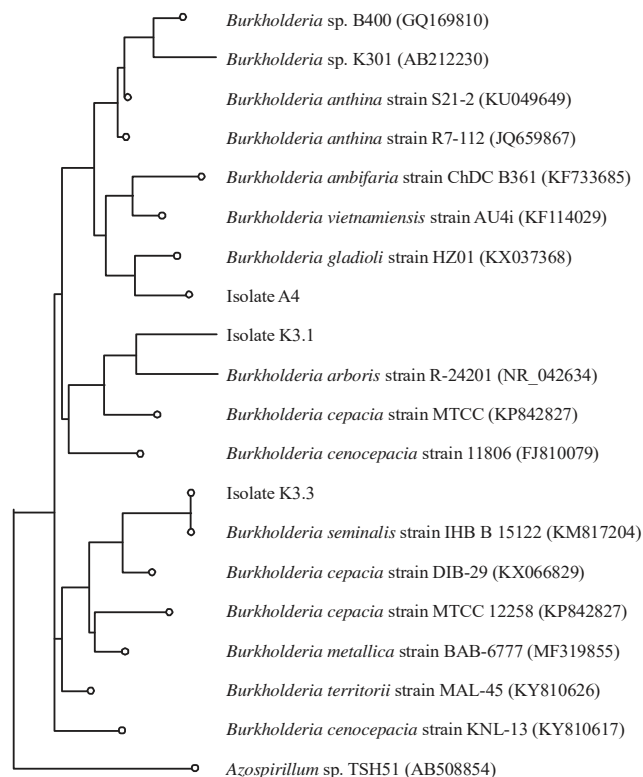 Burkholderia sp. B400 (GQ169810)
Burkholderia sp. K301 (AB212230)
Burkholderia anthina strain S21-2 (KU049649)
Burkholderia anthina strain R7-112 (JQ659867)
Burkholderia ambifaria strain ChDC B361 (KF733685)
Burkholderia vietnamiensis strain AU4i (KF114029)
Burkholderia gladioli strain HZ01 (KX037368)
Isolate A4
Isolate K3.1
Burkholderia arboris strain R-24201 (NR_042634)
Burkholderia cepacia strain MTCC (KP842827)
Burkholderia cenocepacia strain 11806 (FJ810079)
Isolate K3.3
Burkholderia seminalis strain IHB B 15122 (KM817204)
Burkholderia cepacia strain DIB-29 (KX066829)
Burkholderia cepacia strain MTCC 12258 (KP842827)
Burkholderia metallica strain BAB-6777 (MF319855)
Burkholderia territorii strain MAL-45 (KY810626)
Burkholderia cenocepacia strain KNL-13 (KY810617)
Azospirillum sp. TSH51 (AB508854)